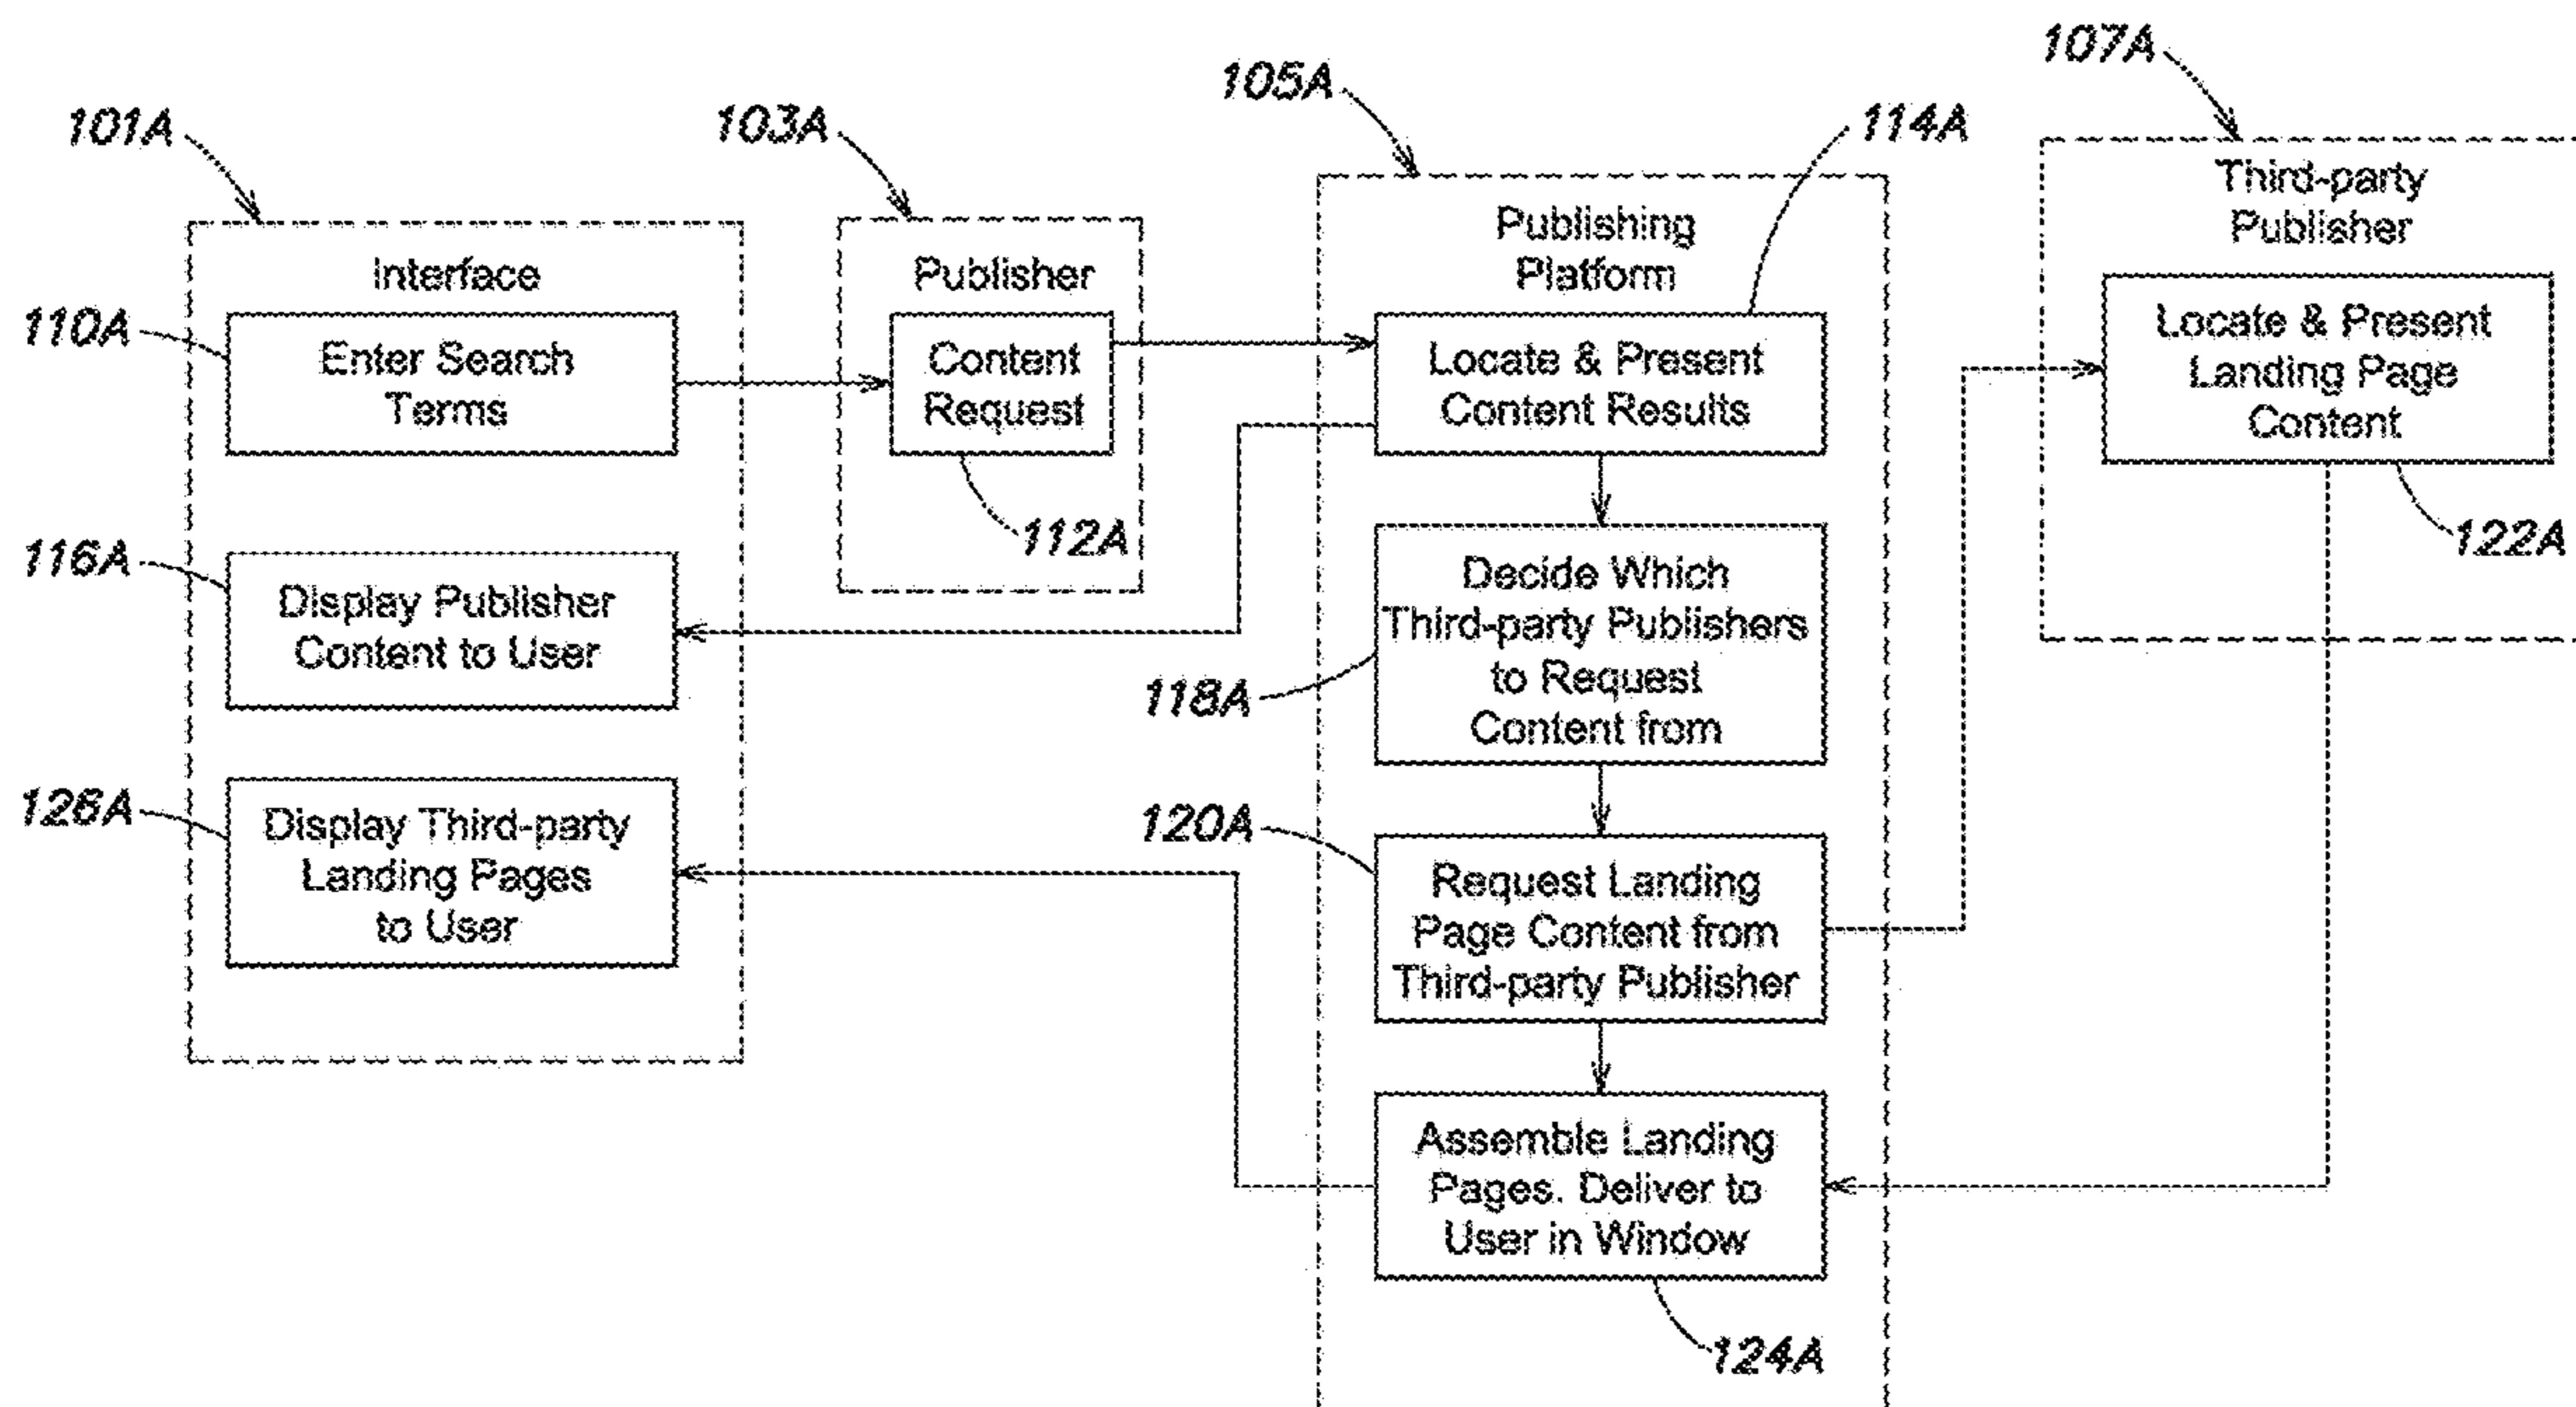 107A
105A
101A
103A
114A
Third-party
Publisher
Publishing
Platform
Interface
Publisher
110A
Enter Search
Terms
Content
Request
Locate & Present
Content Results
Locate & Present
Landing Page
Content
112A
122A
116A
Display Publisher
Content to User
Decide Which
Third-party Publishers
to Request
Content from
118A
126A
Display Third-party
Landing Pages
to User
120A
Request Landing
Page Content from
Third-party Publisher
Assemble Landing
Pages. Deliver to
User in Window
124A